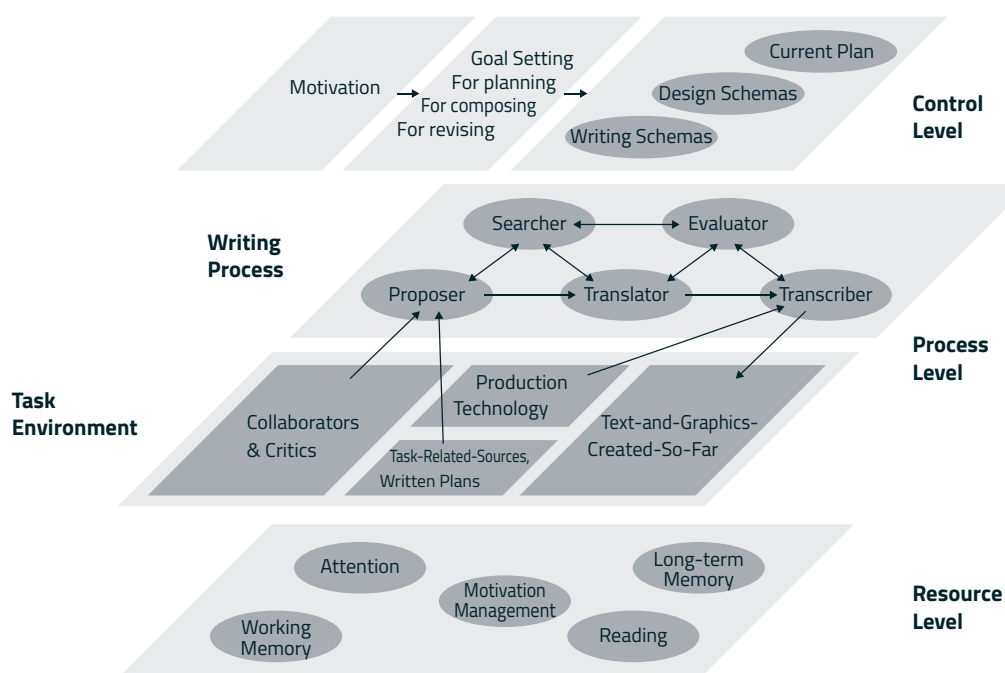 Motivation
Goal Setting
For planning
For composing
For revising
Current Plan
Design Schemas
Writing Schemas
Control
Level
Writing
Process
Searcher
Evaluator
Proposer
Translator
Transcriber
Process
Level
Task
Environment
Collaborators
& Critics
Production
Technology
Task-Related-Sources,
Written Plans
Text-and-Graphics-
Created-So-Far
Attention
Working
Memory
Motivation
Management
Long-term
Memory
Reading
Resource
Level